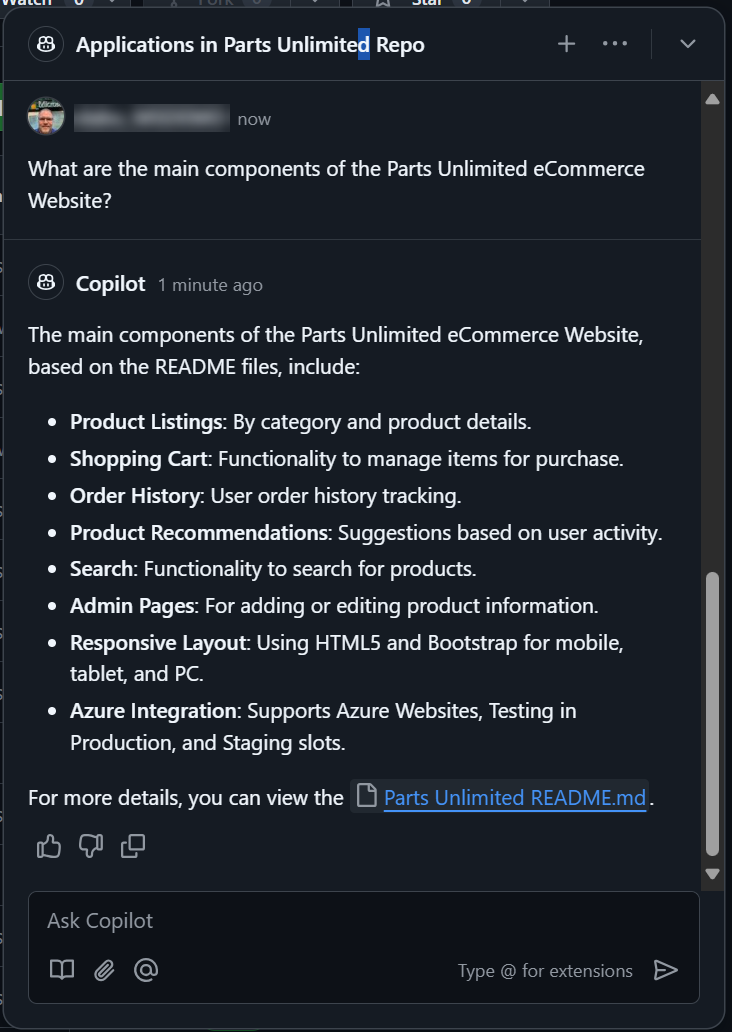 Watch 0 Fork 0 Star 0
Applications in Parts Unlimited Repo
now
What are the main components of the Parts Unlimited eCommerce
Website?
Copilot 1 minute ago
The main components of the Parts Unlimited eCommerce Website,
based on the README files, include:
• Product Listings: By category and product details.
• Shopping Cart: Functionality to manage items for purchase.
• Order History: User order history tracking.
• Product Recommendations: Suggestions based on user activity.
• Search: Functionality to search for products.
• Admin Pages: For adding or editing product information.
• Responsive Layout: Using HTML5 and Bootstrap for mobile,
tablet, and PC.
• Azure Integration: Supports Azure Websites, Testing in
Production, and Staging slots.
For more details, you can view the Parts Unlimited README.md.
Ask Copilot
Type @ for extensions